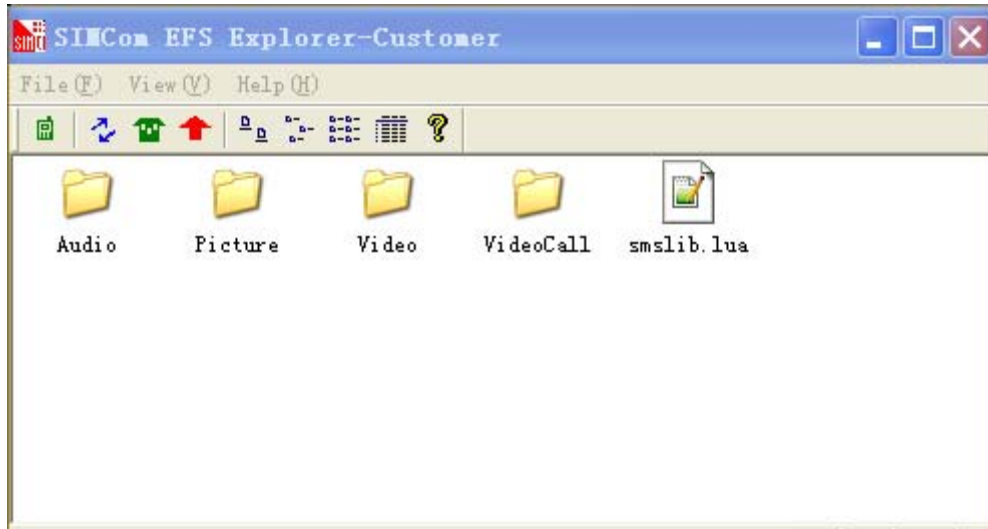 SIMCom EFS Explorer-Customer
File(F) View(V) Help(H)
Audio Picture Video VideoCall smslib.lua